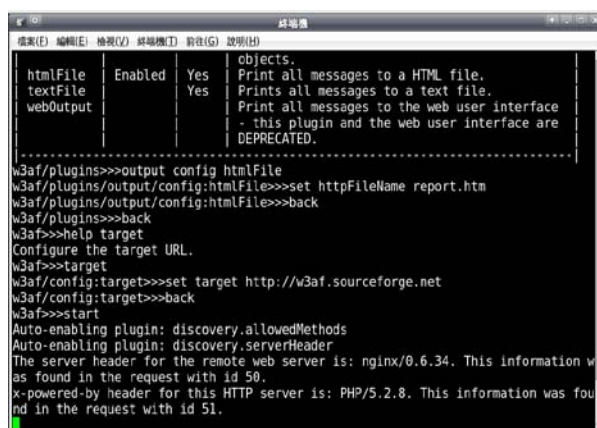 終端機
檔案(F) 編輯(E) 檢視(V) 終端機(T) 前往(G) 說明(H)
| | | | objects. |
| htmlFile | Enabled | Yes | Print all messages to a HTML file. |
| textFile | | Yes | Prints all messages to a text file. |
| webOutput | | | Print all messages to the web user interface |
| | | | - this plugin and the web user interface are |
| | | | DEPRECATED. |
|-----------------------------------------------------------------------|
w3af/plugins>>>output config htmlFile
w3af/plugins/output/config:htmlFile>>>set httpFileName report.htm
w3af/plugins/output/config:htmlFile>>>back
w3af/plugins>>>back
w3af>>>help target
Configure the target URL.
w3af>>>target
w3af/config:target>>>set target http://w3af.sourceforge.net
w3af/config:target>>>back
w3af>>>start
Auto-enabling plugin: discovery.allowedMethods
Auto-enabling plugin: discovery.serverHeader
The server header for the remote web server is: nginx/0.6.34. This information w
as found in the request with id 50.
x-powered-by header for this HTTP server is: PHP/5.2.8. This information was fou
nd in the request with id 51.